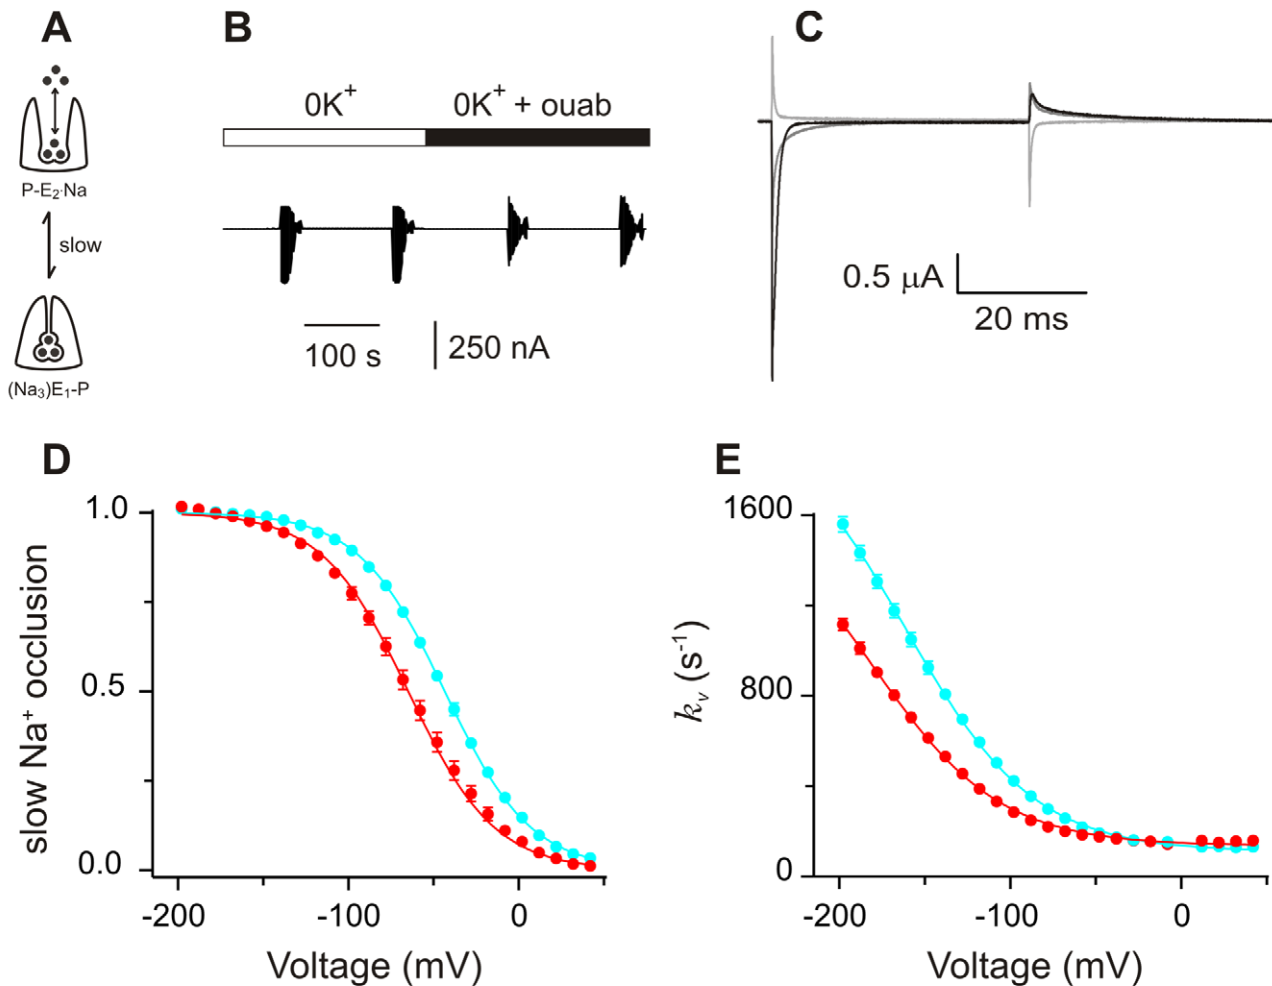 A
P-E₂·Na
slow
(Na₃)E₁-P
B
0K⁺ 0K⁺ + ouab
100 s 250 nA
C
0.5 µA
20 ms
D
slow Na⁺ occlusion
1.0
0.5
0.0
-200 -100 0
Voltage (mV)
E
kᵥ (s⁻¹)
1600
800
0
-200 -100 0
Voltage (mV)